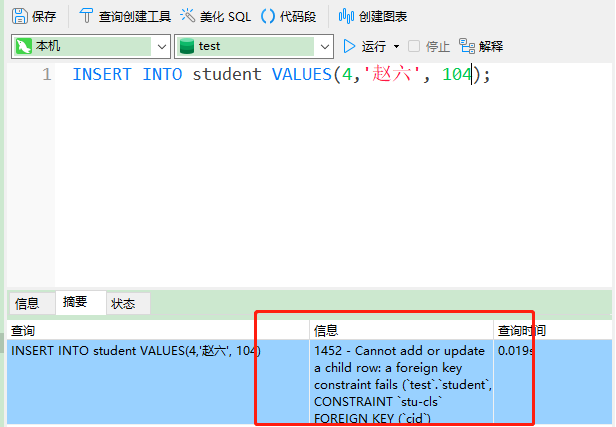 保存 查询创建工具 美化 SQL 代码段 创建图表
本机 test 运行 停止 解释
1 INSERT INTO student VALUES(4,'赵六', 104);
信息 摘要 状态
查询 信息 查询时间
INSERT INTO student VALUES(4,'赵六', 104) 1452 - Cannot add or update 0.019s
a child row: a foreign key
constraint fails (`test`.`student`,
CONSTRAINT `stu-cls`
FOREIGN KEY (`cid`)